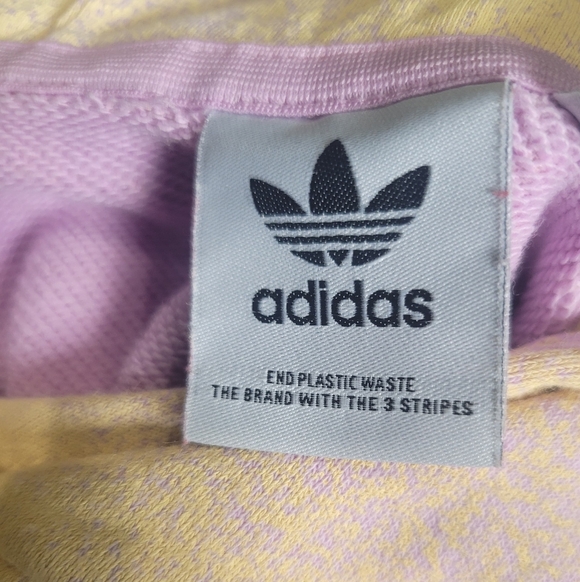 adidas
END PLASTIC WASTE
THE BRAND WITH THE 3 STRIPES